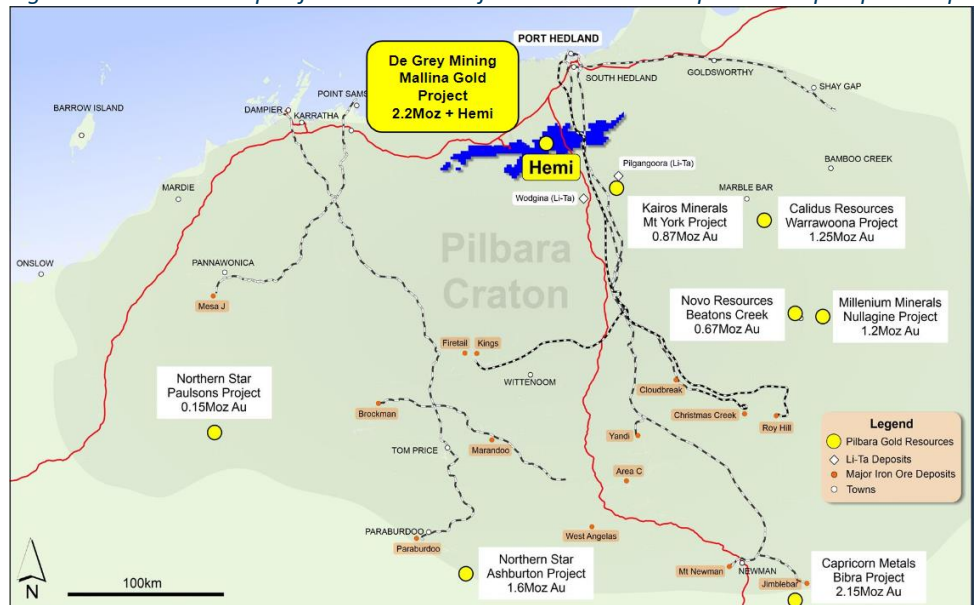 PORT HEDLAND
De Grey Mining
Mallina Gold
Project
2.2Moz + Hemi
SOUTH HEDLAND
GOLDSWORTHY
SHAY GAP
POINT SAMS
DAMPIER
KARRATHA
BARROW ISLAND
Hemi
Pilgangoora (Li-Ta)
BAMBOO CREEK
Wodgina (Li-Ta)
MARBLE BAR
MARDIE
Kairos Minerals
Mt York Project
0.87Moz Au
Calidus Resources
Warrawoona Project
1.25Moz Au
Pilbara
Craton
ONSLOW
PANNAWONICA
Mesa J
Novo Resources
Beatons Creek
0.67Moz Au
Millenium Minerals
Nullagine Project
1.2Moz Au
Firetail
Kings
WITTENOOM
Cloudbreak
Northern Star
Paulsons Project
0.15Moz Au
Brockman
Christmas Creek
Roy Hill
Marandoo
Yandi
TOM PRICE
Area C
Legend
Pilbara Gold Resources
Li-Ta Deposits
Major Iron Ore Deposits
Towns
PARABURDOO
Paraburdoo
West Angelas
Northern Star
Ashburton Project
1.6Moz Au
Mt Newman
NEWMAN
Jimblebar
Capricorn Metals
Bibra Project
2.15Moz Au
N
100km